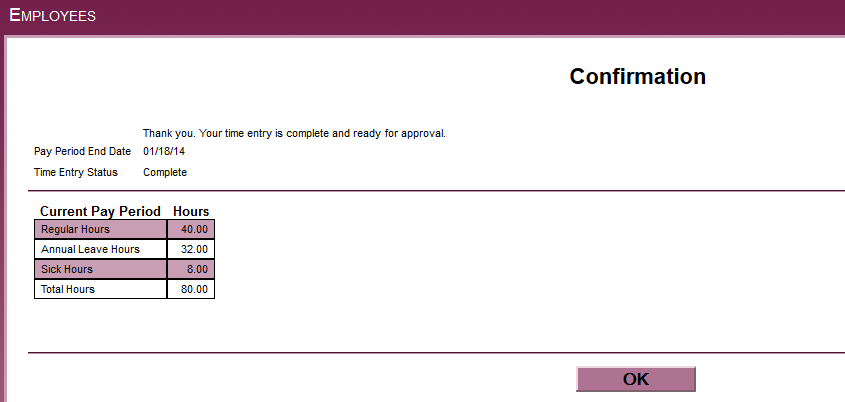 EMPLOYEES
Confirmation
Thank you. Your time entry is complete and ready for approval.
Pay Period End Date 01/18/14
Time Entry Status Complete
Current Pay Period Hours
Regular Hours 40.00
Annual Leave Hours 32.00
Sick Hours 8.00
Total Hours 80.00
OK